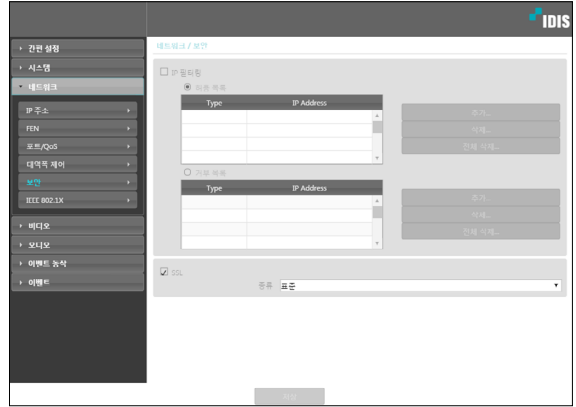 IDIS
간편 설정
시스템
네트워크
IP 주소
FEN
포트/QoS
대역폭 제어
보안
IEEE 802.1X
비디오
오디오
이벤트 동작
이벤트
네트워크 / 보안
IP 필터링
허용 목록
Type IP Address
추가...
삭제...
전체 삭제...
거부 목록
Type IP Address
추가...
삭제...
전체 삭제...
SSL
종류 표준
저장